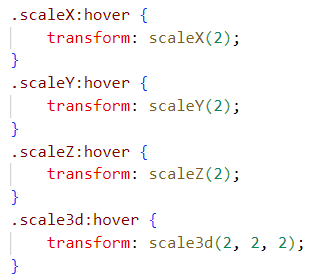 .scaleX:hover {
    transform: scaleX(2);
}
.scaleY:hover {
    transform: scaleY(2);
}
.scaleZ:hover {
    transform: scaleZ(2);
}
.scale3d:hover {
    transform: scale3d(2, 2, 2);
}